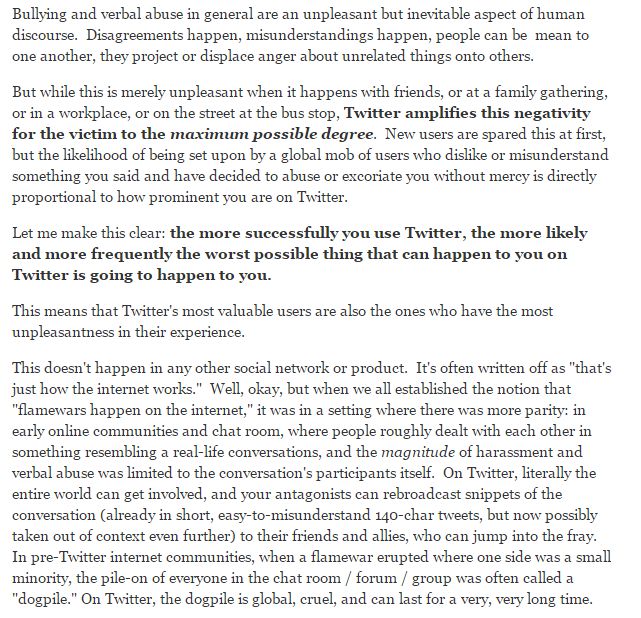 Bullying and verbal abuse in general are an unpleasant but inevitable aspect of human
discourse.  Disagreements happen, misunderstandings happen, people can be  mean to
one another, they project or displace anger about unrelated things onto others.
But while this is merely unpleasant when it happens with friends, or at a family gathering,
or in a workplace, or on the street at the bus stop, Twitter amplifies this negativity
for the victim to the maximum possible degree.  New users are spared this at first,
but the likelihood of being set upon by a global mob of users who dislike or misunderstand
something you said and have decided to abuse or excoriate you without mercy is directly
proportional to how prominent you are on Twitter.
Let me make this clear: the more successfully you use Twitter, the more likely
and more frequently the worst possible thing that can happen to you on
Twitter is going to happen to you.
This means that Twitter's most valuable users are also the ones who have the most
unpleasantness in their experience.
This doesn't happen in any other social network or product.  It's often written off as "that's
just how the internet works."  Well, okay, but when we all established the notion that
"flamewars happen on the internet," it was in a setting where there was more parity: in
early online communities and chat room, where people roughly dealt with each other in
something resembling a real-life conversations, and the magnitude of harassment and
verbal abuse was limited to the conversation's participants itself.  On Twitter, literally the
entire world can get involved, and your antagonists can rebroadcast snippets of the
conversation (already in short, easy-to-misunderstand 140-char tweets, but now possibly
taken out of context even further) to their friends and allies, who can jump into the fray.
In pre-Twitter internet communities, when a flamewar erupted where one side was a small
minority, the pile-on of everyone in the chat room / forum / group was often called a
"dogpile." On Twitter, the dogpile is global, cruel, and can last for a very, very long time.